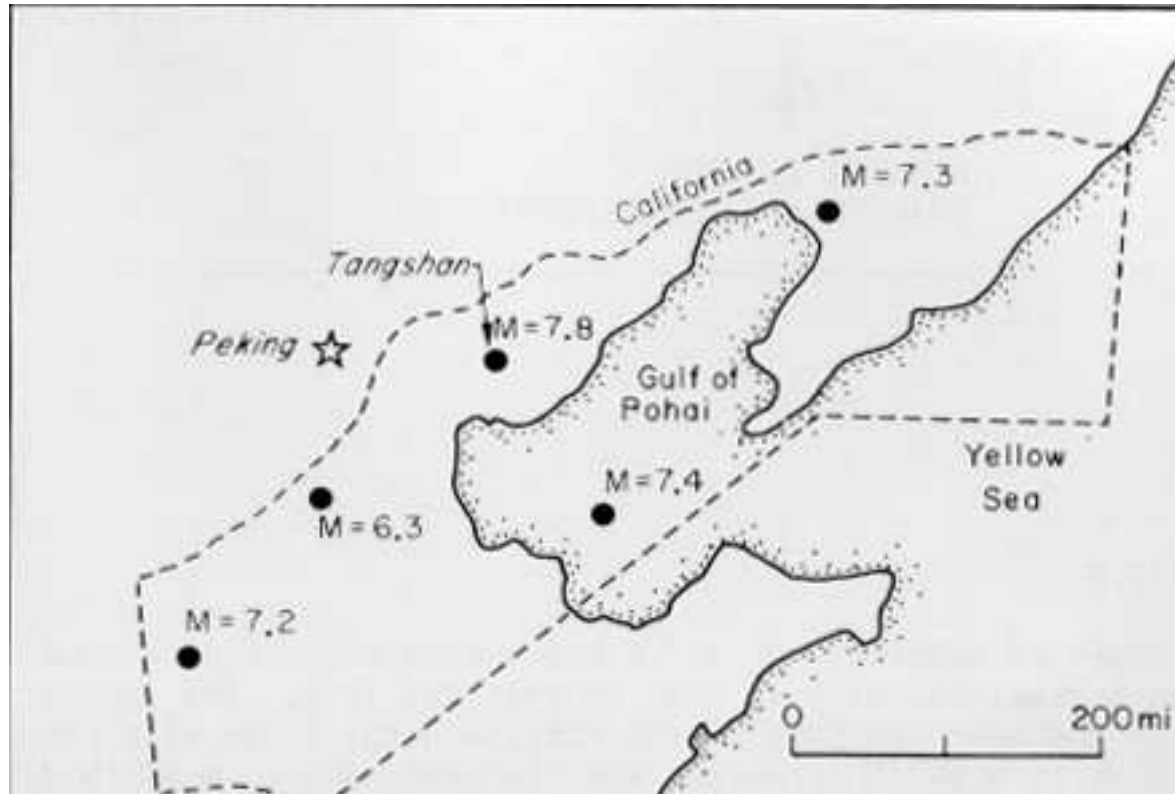 California
M = 7.3
Tangshan
M = 7.8
Peking
Gulf of
Pohai
Yellow
Sea
M = 7.4
M = 6.3
M = 7.2
0 200 mi